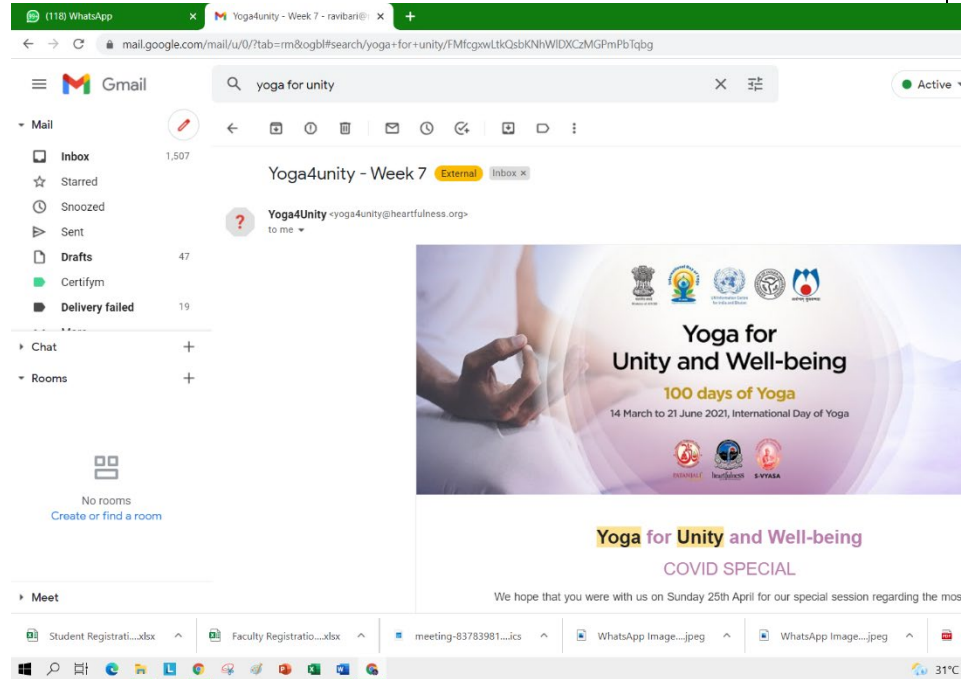 (118) WhatsApp
Yoga4unity - Week 7 - ravibari@
mail.google.com/mail/u/0/?tab=rm&ogbl#search/yoga+for+unity/FMfcgxwLtkQsbKNhWlDXCzMGPmPbTqbg
Gmail
yoga for unity
Active
Mail
Inbox 1,507
Starred
Snoozed
Sent
Drafts 47
Certifym
Delivery failed 19
Chat
Rooms
No rooms
Create or find a room
Meet
Yoga4unity - Week 7 External Inbox ×
Yoga4Unity <yoga4unity@heartfulness.org>
to me
Yoga for
Unity and Well-being
100 days of Yoga
14 March to 21 June 2021, International Day of Yoga
heartfulness
S-VYASA
Yoga for Unity and Well-being
COVID SPECIAL
We hope that you were with us on Sunday 25th April for our special session regarding the mos
Student Registrati....xlsx
Faculty Registratio....xlsx
meeting-83783981....ics
WhatsApp Image....jpeg
WhatsApp Image....jpeg
31°C